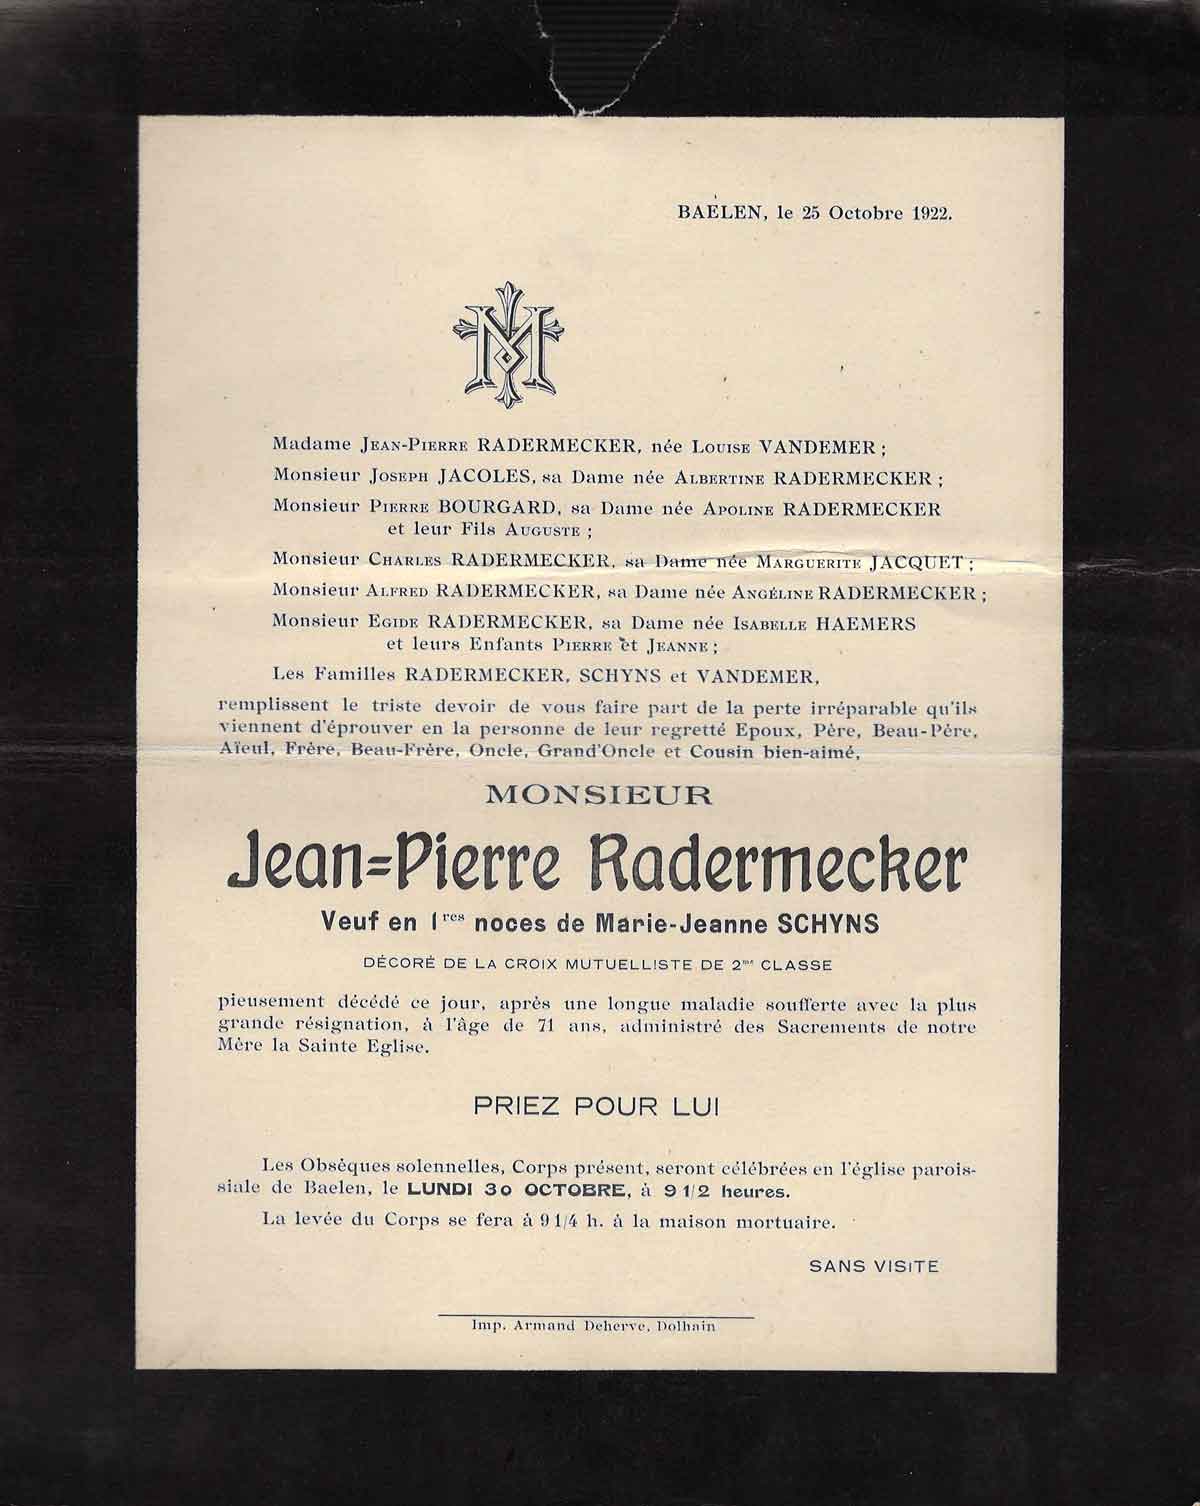 BAELEN, le 25 Octobre 1922.
M
Madame JEAN-PIERRE RADERMECKER, née LOUISE VANDEMER ;
Monsieur JOSEPH JACOLES, sa Dame née ALBERTINE RADERMECKER ;
Monsieur PIERRE BOURGARD, sa Dame née APOLINE RADERMECKER
et leur Fils AUGUSTE ;
Monsieur CHARLES RADERMECKER, sa Dame née MARGUERITE JACQUET ;
Monsieur ALFRED RADERMECKER, sa Dame née ANGÉLINE RADERMECKER ;
Monsieur EGIDE RADERMECKER, sa Dame née ISABELLE HAEMERS
et leurs Enfants PIERRE et JEANNE ;
Les Familles RADERMECKER, SCHYNS et VANDEMER,
remplissent le triste devoir de vous faire part de la perte irréparable qu'ils
viennent d'éprouver en la personne de leur regretté Epoux, Père, Beau-Père,
Aïeul, Frère, Beau-Frère, Oncle, Grand'Oncle et Cousin bien-aimé,
MONSIEUR
Jean=Pierre Radermecker
Veuf en 1res noces de Marie-Jeanne SCHYNS
DÉCORÉ DE LA CROIX MUTUELLISTE DE 2me CLASSE
pieusement décédé ce jour, après une longue maladie soufferte avec la plus
grande résignation, à l'âge de 71 ans, administré des Sacrements de notre
Mère la Sainte Eglise.
PRIEZ POUR LUI
Les Obsèques solennelles, Corps présent, seront célébrées en l'église parois-
siale de Baelen, le LUNDI 30 OCTOBRE, à 9 1/2 heures.
La levée du Corps se fera à 9 1/4 h. à la maison mortuaire.
SANS VISITE
Imp. Armand Deherve, Dolhain